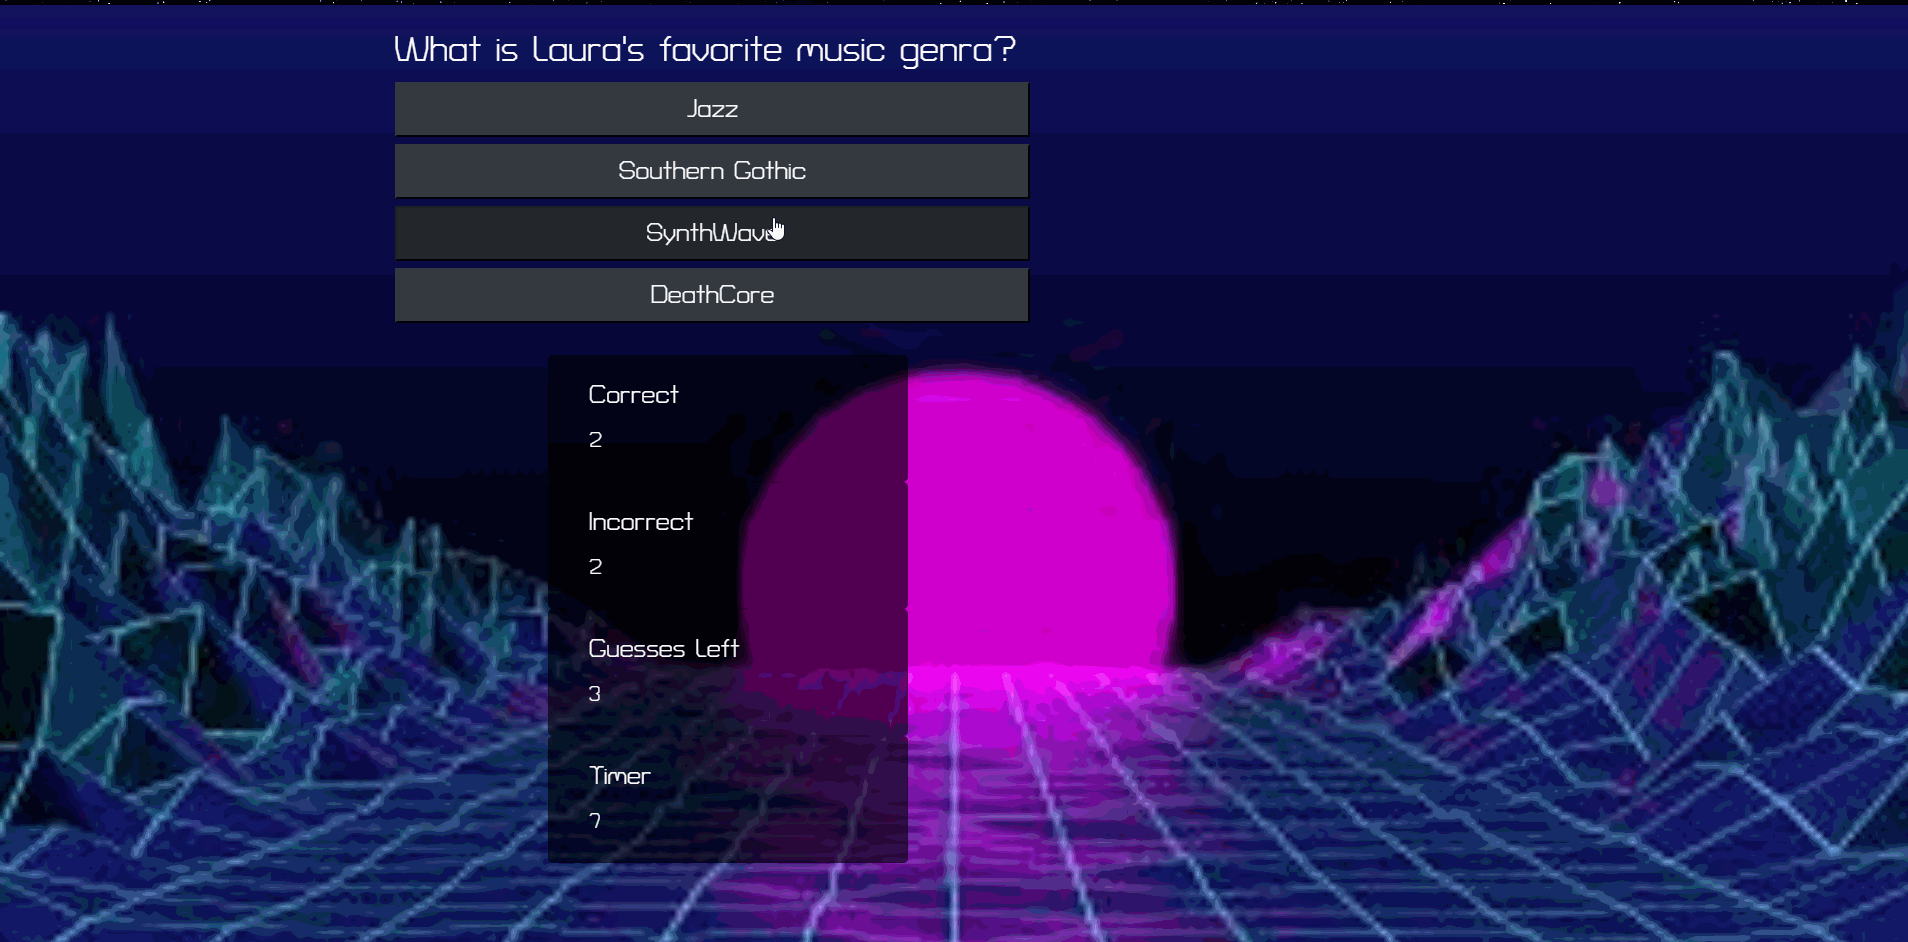 What is Laura's favorite music genra?
Jazz
Southern Gothic
SynthWave
DeathCore
Correct
2
Incorrect
2
Guesses Left
3
Timer
7